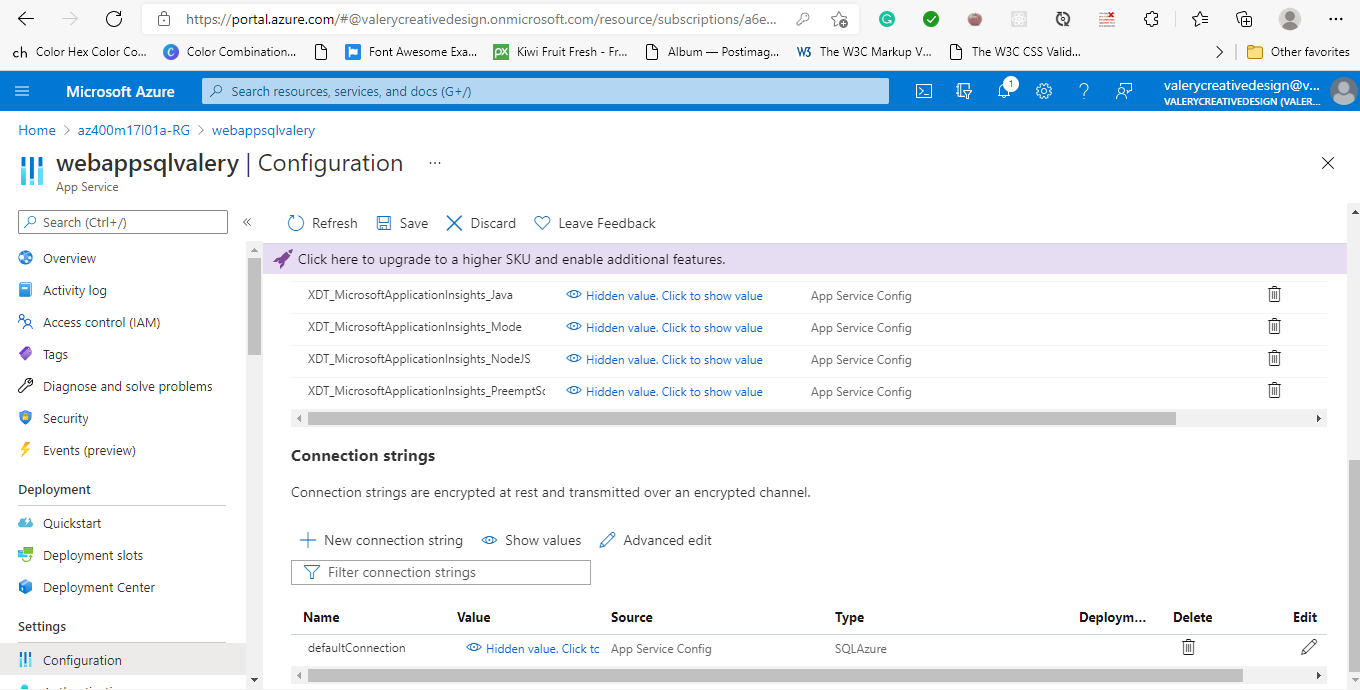 https://portal.azure.com/#@valerycreativedesign.onmicrosoft.com/resource/subscriptions/a6e...
ch Color Hex Color Co...
C Color Combination...
Font Awesome Exa...
px Kiwi Fruit Fresh - Fr...
Album — Postimag...
W3 The W3C Markup V...
The W3C CSS Valid...
Other favorites
Microsoft Azure
Search resources, services, and docs (G+/)
1
valerycreativedesign@v...
VALERYCREATIVEDESIGN (VALER...
Home > az400m17l01a-RG > webappsqlvalery
webappsqlvalery | Configuration ...
App Service
Search (Ctrl+/)
Overview
Activity log
Access control (IAM)
Tags
Diagnose and solve problems
Security
Events (preview)
Deployment
Quickstart
Deployment slots
Deployment Center
Settings
Configuration
Refresh Save Discard Leave Feedback
Click here to upgrade to a higher SKU and enable additional features.
XDT_MicrosoftApplicationInsights_Java Hidden value. Click to show value App Service Config
XDT_MicrosoftApplicationInsights_Mode Hidden value. Click to show value App Service Config
XDT_MicrosoftApplicationInsights_NodeJS Hidden value. Click to show value App Service Config
XDT_MicrosoftApplicationInsights_PreemptSc Hidden value. Click to show value App Service Config
Connection strings
Connection strings are encrypted at rest and transmitted over an encrypted channel.
New connection string Show values Advanced edit
Filter connection strings
Name Value Source Type Deploym... Delete Edit
defaultConnection Hidden value. Click tc App Service Config SQLAzure